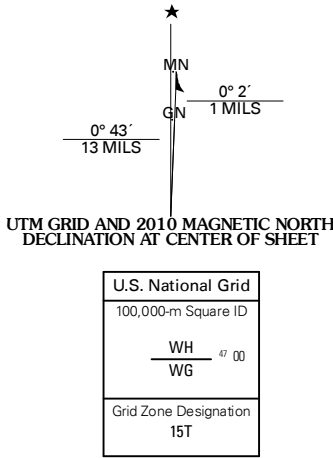 ★
MN
0° 2´
1 MILS
GN
0° 43´
13 MILS
UTM GRID AND 2010 MAGNETIC NORTH
DECLINATION AT CENTER OF SHEET
U.S. National Grid
100,000-m Square ID
WH
47 00
WG
Grid Zone Designation
15T